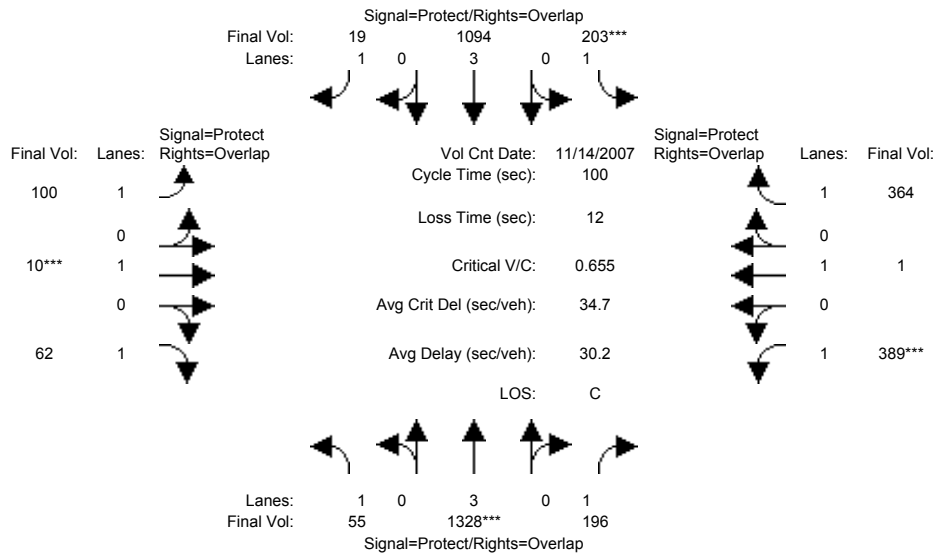 Signal=Protect/Rights=Overlap
Final Vol: 19 1094 203***
Lanes: 1 0 3 0 1
Signal=Protect Signal=Protect
Final Vol: Lanes: Rights=Overlap Vol Cnt Date: 11/14/2007 Rights=Overlap Lanes: Final Vol:
Cycle Time (sec): 100
100 1 1 364
Loss Time (sec): 12
0 0
10*** 1 Critical V/C: 0.655 1 1
0 Avg Crit Del (sec/veh): 34.7 0
62 1 Avg Delay (sec/veh): 30.2 1 389***
LOS: C
Lanes: 1 0 3 0 1
Final Vol: 55 1328*** 196
Signal=Protect/Rights=Overlap